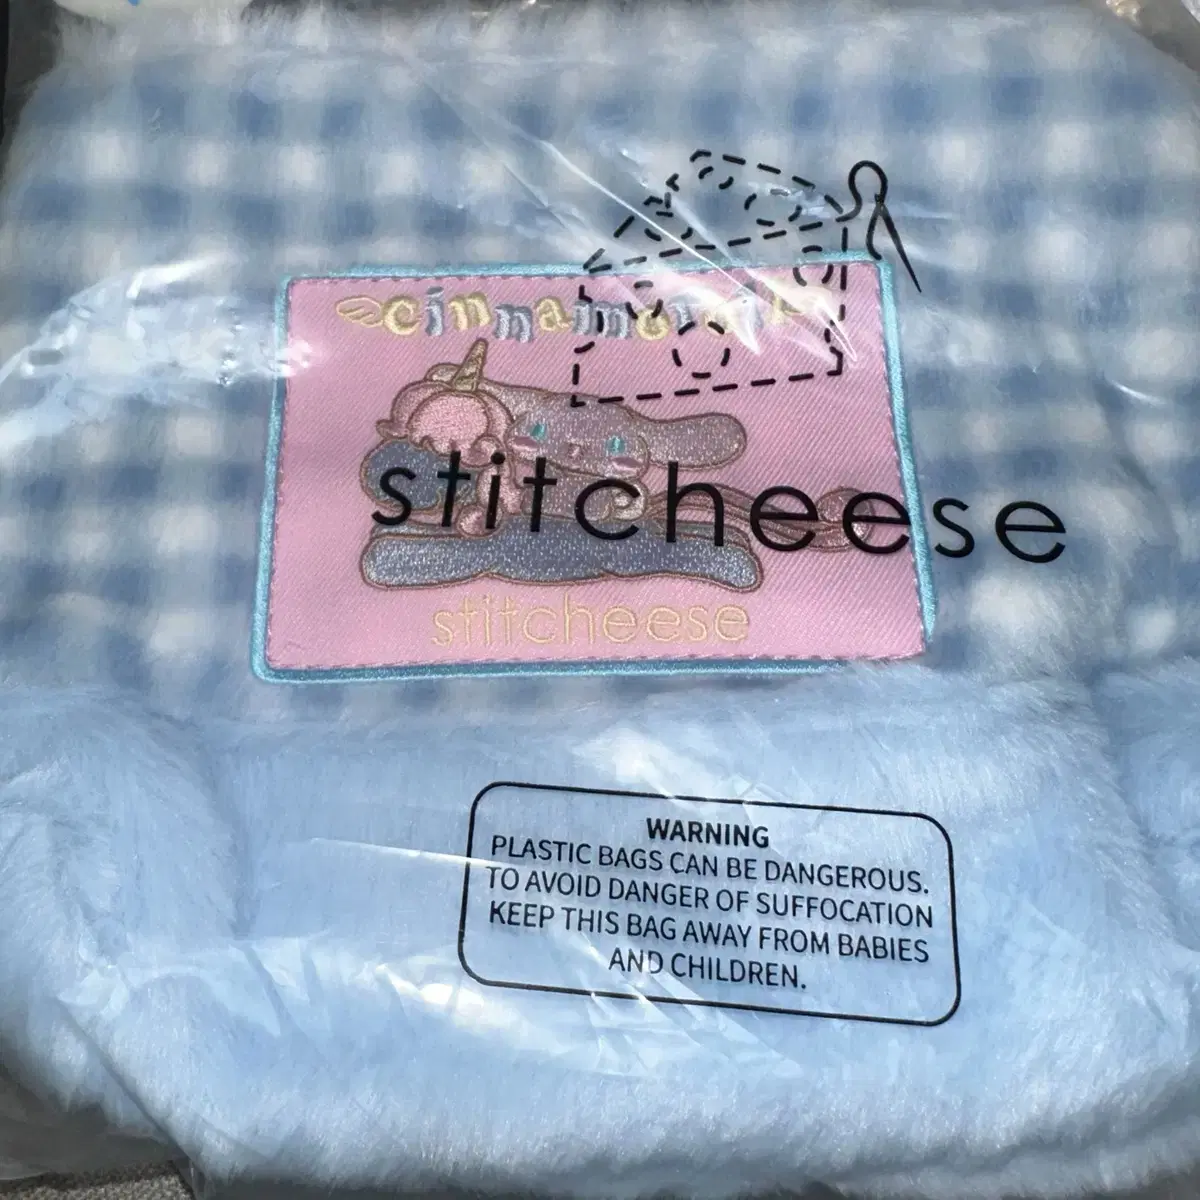 cinnamoroll
stitcheese
stitcheese
WARNING
PLASTIC BAGS CAN BE DANGEROUS.
TO AVOID DANGER OF SUFFOCATION
KEEP THIS BAG AWAY FROM BABIES
AND CHILDREN.